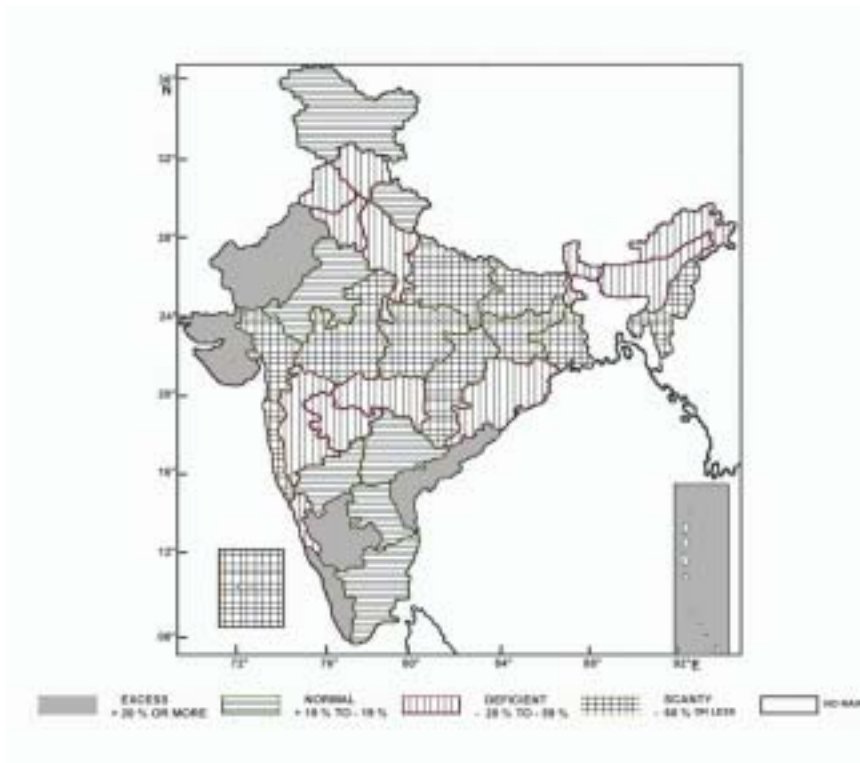 36°
N
32°
28°
24°
20°
16°
12°
08°
72° 76° 80° 84° 88° 92°E
EXCESS NORMAL DEFICIENT SCANTY NO
+ 20 % OR MORE + 19 % TO - 19 % - 20 % TO - 59 % - 60 % OR LESS